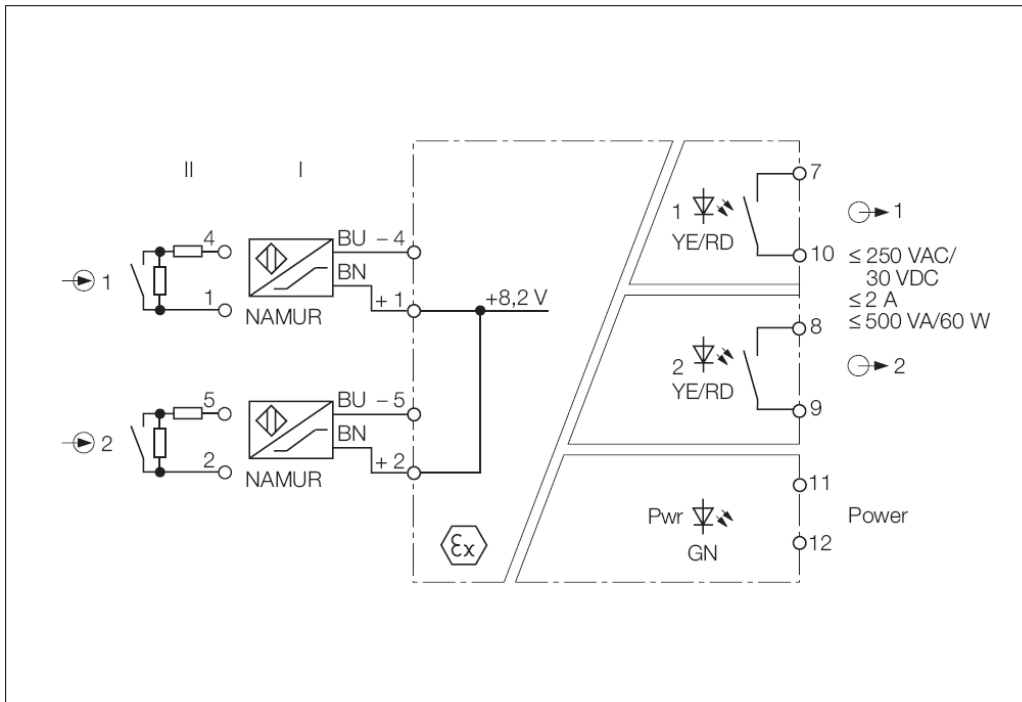 II
I
1
4
1
BU - 4
BN
+ 1
NAMUR
+8,2 V
2
5
2
BU - 5
BN
+ 2
NAMUR
Ex
1
YE/RD
7
10
1
≤ 250 VAC/
30 VDC
≤ 2 A
≤ 500 VA/60 W
2
YE/RD
8
9
2
Pwr
GN
11
12
Power